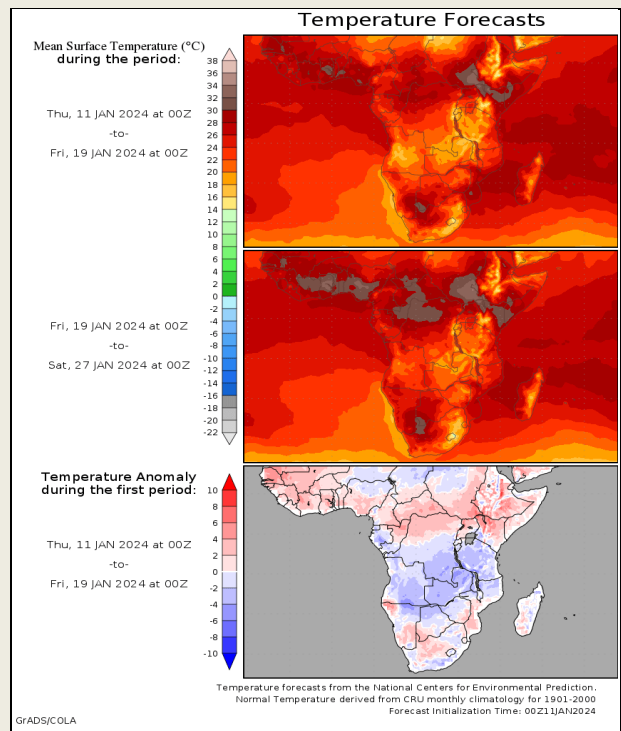 Temperature Forecasts
Mean Surface Temperature (°C)
during the period:
Thu, 11 JAN 2024 at 00Z
-to-
Fri, 19 JAN 2024 at 00Z
38
36
34
32
30
28
26
24
22
20
18
16
14
12
10
8
6
4
2
0
-2
-4
-6
-8
-10
-12
-14
-16
-18
-20
-22
Fri, 19 JAN 2024 at 00Z
-to-
Sat, 27 JAN 2024 at 00Z
Temperature Anomaly
during the first period:
Thu, 11 JAN 2024 at 00Z
-to-
Fri, 19 JAN 2024 at 00Z
10
8
6
4
2
0
-2
-4
-6
-8
-10
Temperature forecasts from the National Centers for Environmental Prediction.
Normal Temperature derived from CRU monthly climatology for 1901-2000
Forecast Initialization Time: 00Z11JAN2024
GrADS/COLA